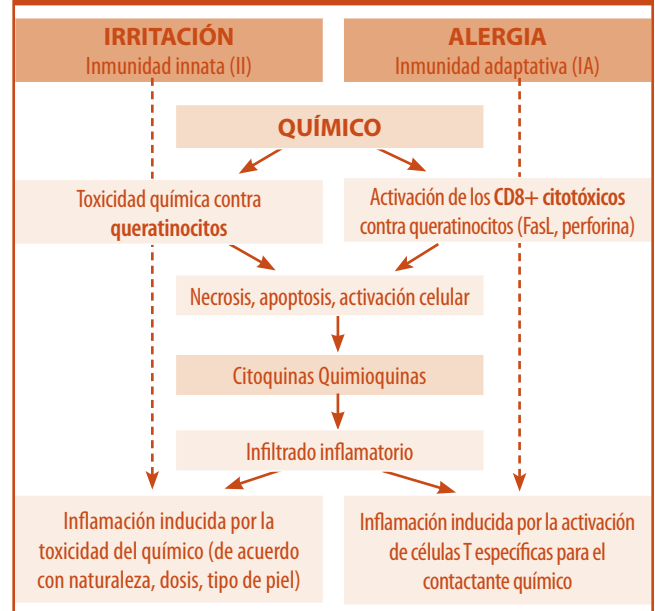 IRRITACIÓN
Inmunidad innata (II)
ALERGIA
Inmunidad adaptativa (IA)
QUÍMICO
Toxicidad química contra
queratinocitos
Activación de los CD8+ citotóxicos
contra queratinocitos (FasL, perforina)
Necrosis, apoptosis, activación celular
Citoquinas Quimioquinas
Infiltrado inflamatorio
Inflamación inducida por la
toxicidad del químico (de acuerdo
con naturaleza, dosis, tipo de piel)
Inflamación inducida por la activación
de células T específicas para el
contactante químico